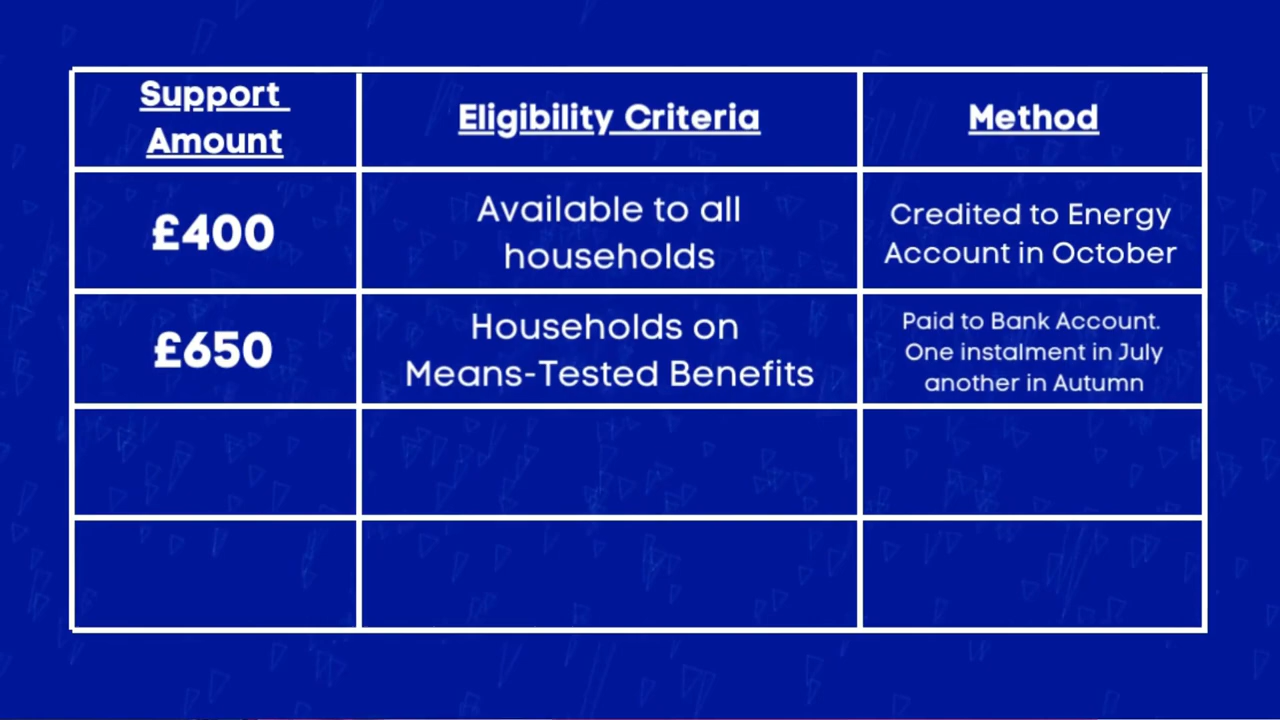 Support
Amount
Eligibility Criteria
Method
£400
Available to all
households
Credited to Energy
Account in October
£650
Households on
Means-Tested Benefits
Paid to Bank Account.
One instalment in July
another in Autumn